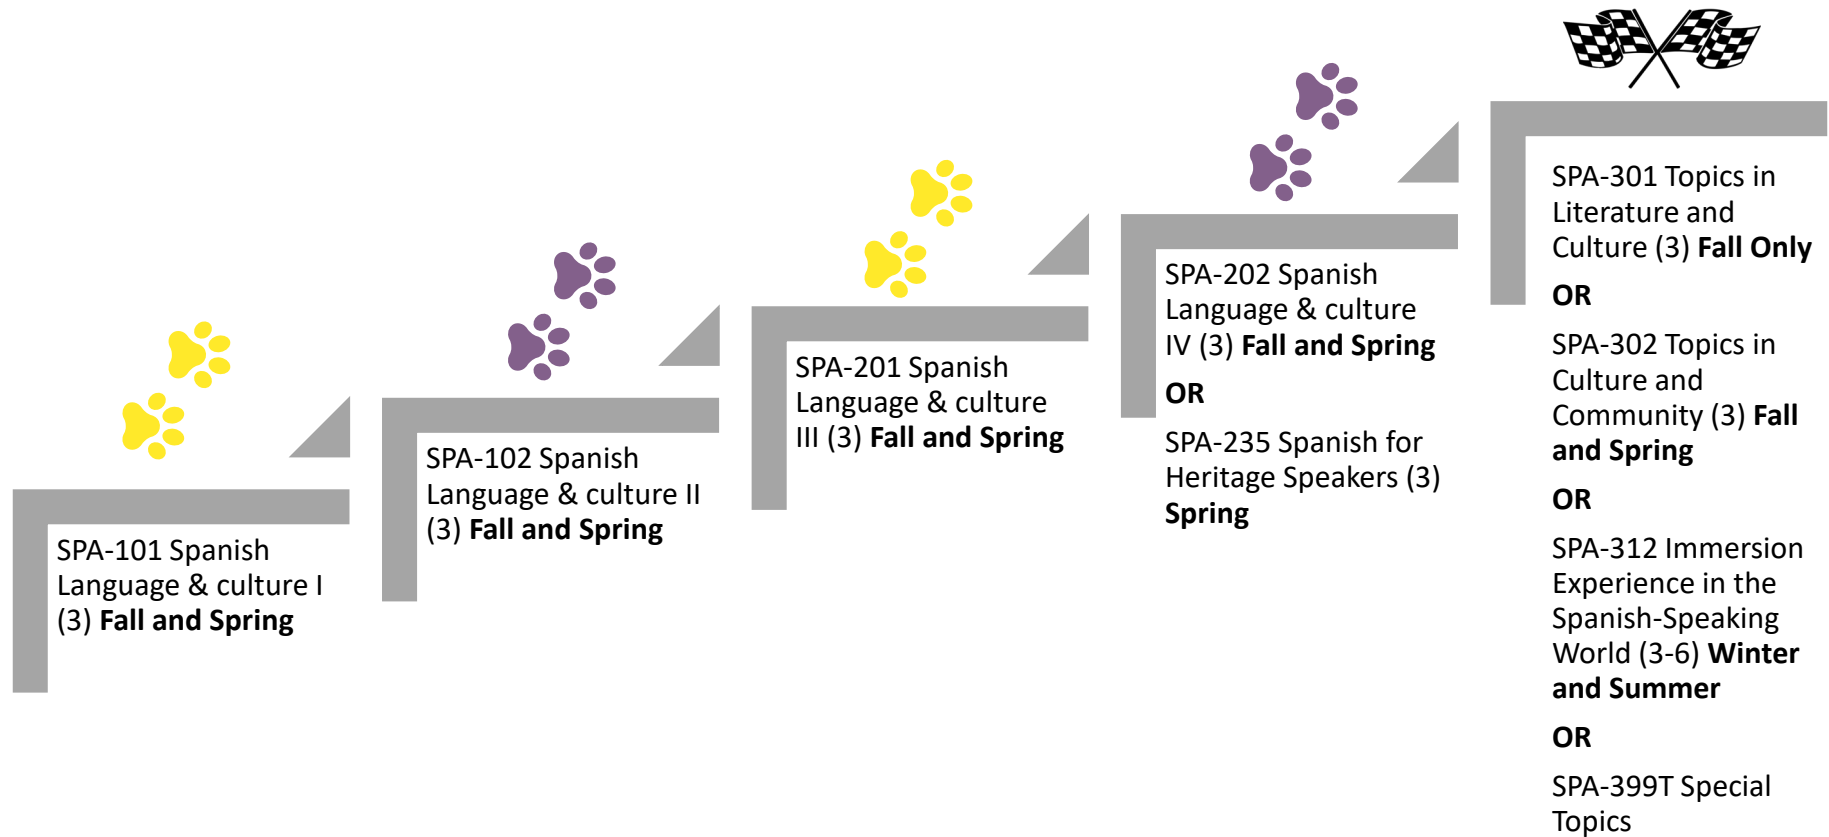 SPA-101 Spanish
Language & culture I
(3) Fall and Spring
SPA-102 Spanish
Language & culture II
(3) Fall and Spring
SPA-201 Spanish
Language & culture
III (3) Fall and Spring
SPA-202 Spanish
Language & culture
IV (3) Fall and Spring
OR
SPA-235 Spanish for
Heritage Speakers (3)
Spring
SPA-301 Topics in
Literature and
Culture (3) Fall Only
OR
SPA-302 Topics in
Culture and
Community (3) Fall
and Spring
OR
SPA-312 Immersion
Experience in the
Spanish-Speaking
World (3-6) Winter
and Summer
OR
SPA-399T Special
Topics